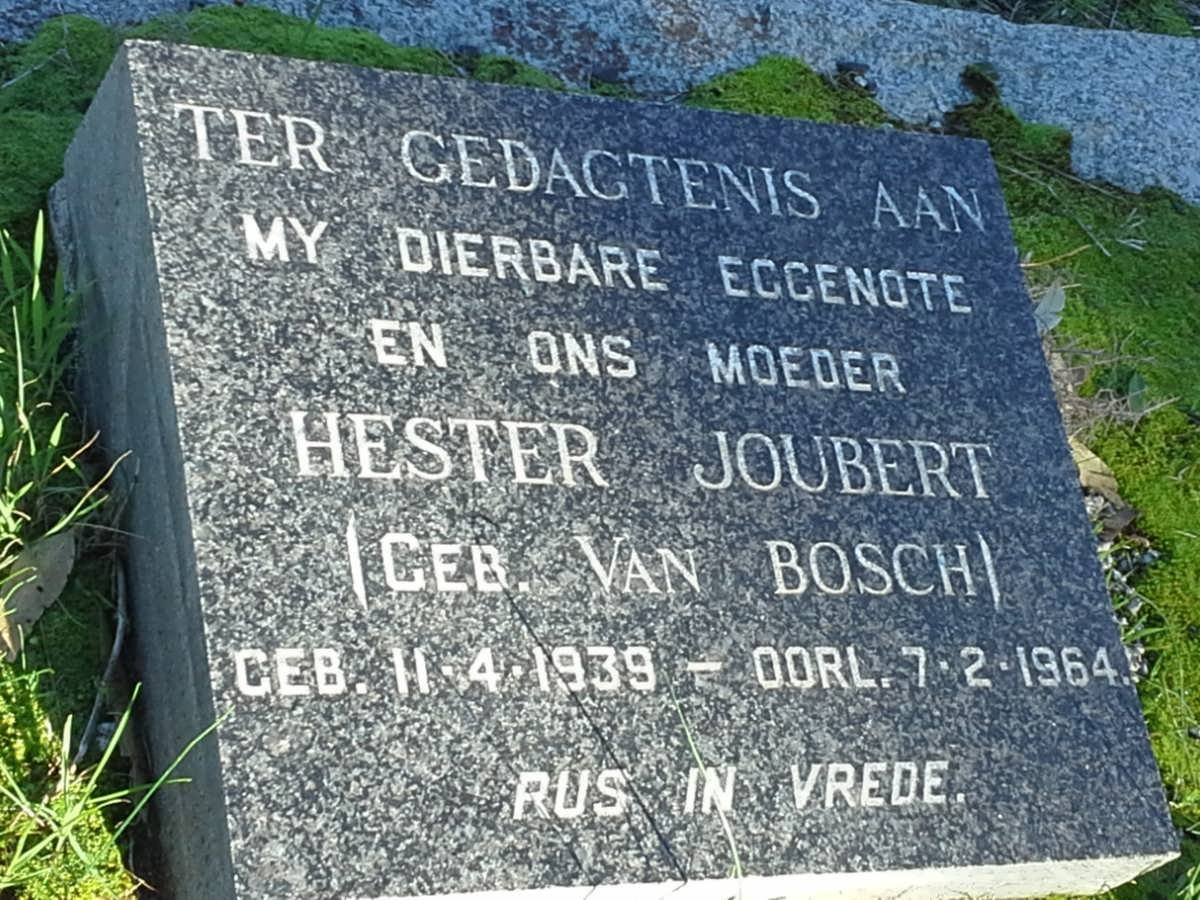 TER GEDAGTENIS AAN
MY DIERBARE EGGENOTE
EN ONS MOEDER
HESTER JOUBERT
(GEB. VAN BOSCH)
GEB. 11·4·1939 – OORL. 7·2·1964.
RUS IN VREDE.